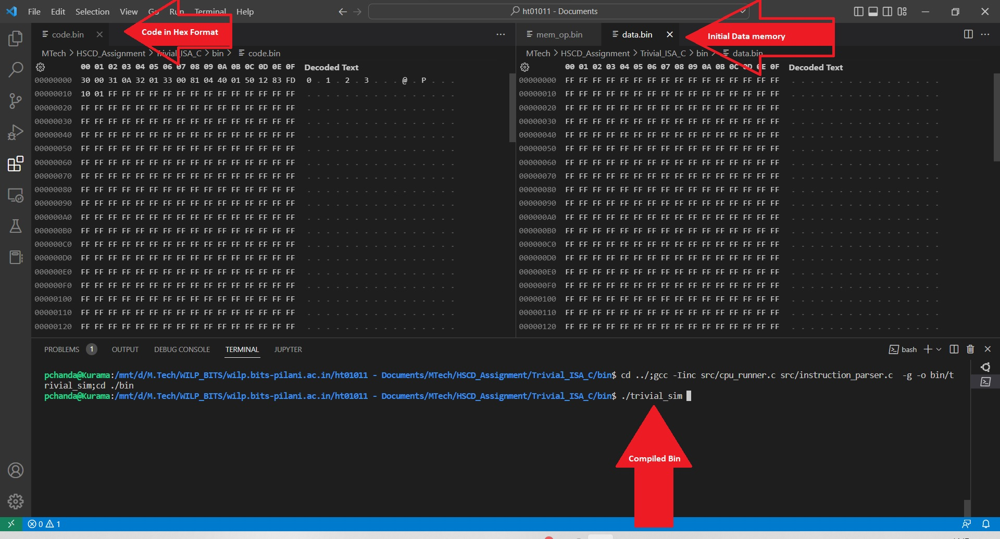 File Edit Selection View Go Run Terminal Help
ht01011 - Documents
code.bin
Code in Hex Format
mem_op.bin
data.bin
Initial Data memory
MTech > HSCD_Assignment > Trivial_ISA_C > bin > code.bin
MTech > HSCD_Assignment > Trivial_ISA_C > bin > data.bin
00 01 02 03 04 05 06 07 08 09 0A 0B 0C 0D 0E 0F Decoded Text
00000000 30 00 31 0A 32 01 33 00 81 04 40 01 50 12 83 FD 0 . 1 . 2 . 3 . . . @ . P . . .
00000010 10 01 FF FF FF FF FF FF FF FF FF FF FF FF FF FF . . . . . . . . . . . . . . . .
00000020 FF FF FF FF FF FF FF FF FF FF FF FF FF FF FF FF . . . . . . . . . . . . . . . .
00000030 FF FF FF FF FF FF FF FF FF FF FF FF FF FF FF FF . . . . . . . . . . . . . . . .
00000040 FF FF FF FF FF FF FF FF FF FF FF FF FF FF FF FF . . . . . . . . . . . . . . . .
00000050 FF FF FF FF FF FF FF FF FF FF FF FF FF FF FF FF . . . . . . . . . . . . . . . .
00000060 FF FF FF FF FF FF FF FF FF FF FF FF FF FF FF FF . . . . . . . . . . . . . . . .
00000070 FF FF FF FF FF FF FF FF FF FF FF FF FF FF FF FF . . . . . . . . . . . . . . . .
00000080 FF FF FF FF FF FF FF FF FF FF FF FF FF FF FF FF . . . . . . . . . . . . . . . .
00000090 FF FF FF FF FF FF FF FF FF FF FF FF FF FF FF FF . . . . . . . . . . . . . . . .
000000A0 FF FF FF FF FF FF FF FF FF FF FF FF FF FF FF FF . . . . . . . . . . . . . . . .
000000B0 FF FF FF FF FF FF FF FF FF FF FF FF FF FF FF FF . . . . . . . . . . . . . . . .
000000C0 FF FF FF FF FF FF FF FF FF FF FF FF FF FF FF FF . . . . . . . . . . . . . . . .
000000D0 FF FF FF FF FF FF FF FF FF FF FF FF FF FF FF FF . . . . . . . . . . . . . . . .
000000E0 FF FF FF FF FF FF FF FF FF FF FF FF FF FF FF FF . . . . . . . . . . . . . . . .
000000F0 FF FF FF FF FF FF FF FF FF FF FF FF FF FF FF FF . . . . . . . . . . . . . . . .
00000100 FF FF FF FF FF FF FF FF FF FF FF FF FF FF FF FF . . . . . . . . . . . . . . . .
00000110 FF FF FF FF FF FF FF FF FF FF FF FF FF FF FF FF . . . . . . . . . . . . . . . .
00000120 FF FF FF FF FF FF FF FF FF FF FF FF FF FF FF FF . . . . . . . . . . . . . . . .
00 01 02 03 04 05 06 07 08 09 0A 0B 0C 0D 0E 0F Decoded Text
00000000 FF FF FF FF FF FF FF FF FF FF FF FF FF FF FF FF . . . . . . . . . . . . . . . .
00000010 FF FF FF FF FF FF FF FF FF FF FF FF FF FF FF FF . . . . . . . . . . . . . . . .
00000020 FF FF FF FF FF FF FF FF FF FF FF FF FF FF FF FF . . . . . . . . . . . . . . . .
00000030 FF FF FF FF FF FF FF FF FF FF FF FF FF FF FF FF . . . . . . . . . . . . . . . .
00000040 FF FF FF FF FF FF FF FF FF FF FF FF FF FF FF FF . . . . . . . . . . . . . . . .
00000050 FF FF FF FF FF FF FF FF FF FF FF FF FF FF FF FF . . . . . . . . . . . . . . . .
00000060 FF FF FF FF FF FF FF FF FF FF FF FF FF FF FF FF . . . . . . . . . . . . . . . .
00000070 FF FF FF FF FF FF FF FF FF FF FF FF FF FF FF FF . . . . . . . . . . . . . . . .
00000080 FF FF FF FF FF FF FF FF FF FF FF FF FF FF FF FF . . . . . . . . . . . . . . . .
00000090 FF FF FF FF FF FF FF FF FF FF FF FF FF FF FF FF . . . . . . . . . . . . . . . .
000000A0 FF FF FF FF FF FF FF FF FF FF FF FF FF FF FF FF . . . . . . . . . . . . . . . .
000000B0 FF FF FF FF FF FF FF FF FF FF FF FF FF FF FF FF . . . . . . . . . . . . . . . .
000000C0 FF FF FF FF FF FF FF FF FF FF FF FF FF FF FF FF . . . . . . . . . . . . . . . .
000000D0 FF FF FF FF FF FF FF FF FF FF FF FF FF FF FF FF . . . . . . . . . . . . . . . .
000000E0 FF FF FF FF FF FF FF FF FF FF FF FF FF FF FF FF . . . . . . . . . . . . . . . .
000000F0 FF FF FF FF FF FF FF FF FF FF FF FF FF FF FF FF . . . . . . . . . . . . . . . .
00000100 FF FF FF FF FF FF FF FF FF FF FF FF FF FF FF FF . . . . . . . . . . . . . . . .
00000110 FF FF FF FF FF FF FF FF FF FF FF FF FF FF FF FF . . . . . . . . . . . . . . . .
00000120 FF FF FF FF FF FF FF FF FF FF FF FF FF FF FF FF . . . . . . . . . . . . . . . .
PROBLEMS 1 OUTPUT DEBUG CONSOLE TERMINAL JUPYTER
bash
pchanda@Kurama:/mnt/d/M.Tech/WILP_BITS/wilp.bits-pilani.ac.in/ht01011 - Documents/MTech/HSCD_Assignment/Trivial_ISA_C/bin$ cd ../;gcc -Iinc src/cpu_runner.c src/instruction_parser.c  -g -o bin/t
rivial_sim;cd ./bin
pchanda@Kurama:/mnt/d/M.Tech/WILP_BITS/wilp.bits-pilani.ac.in/ht01011 - Documents/MTech/HSCD_Assignment/Trivial_ISA_C/bin$ ./trivial_sim
Compiled Bin
0 1